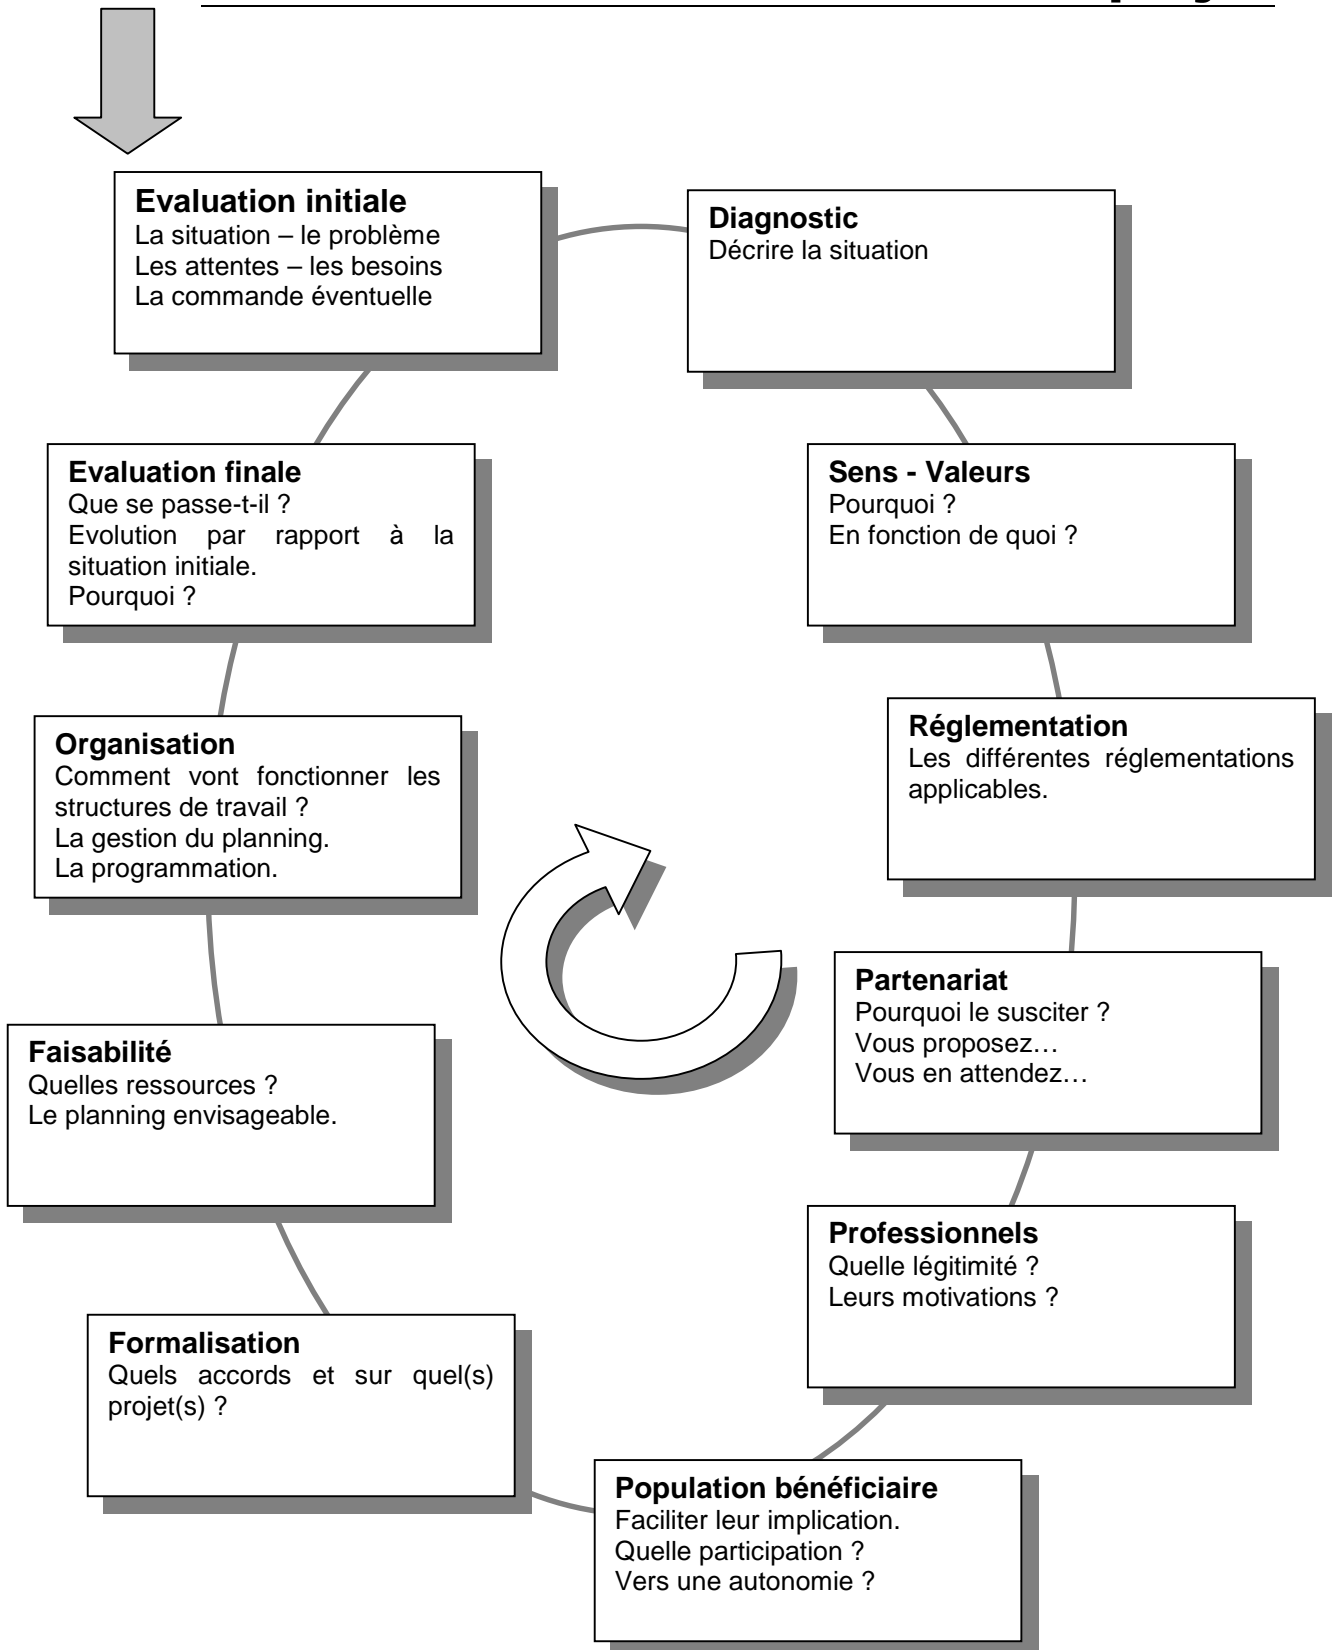 Evaluation initiale
La situation – le problème
Les attentes – les besoins
La commande éventuelle
Diagnostic
Décrire la situation
Sens - Valeurs
Pourquoi ?
En fonction de quoi ?
Réglementation
Les différentes réglementations
applicables.
Partenariat
Pourquoi le susciter ?
Vous proposez…
Vous en attendez…
Professionnels
Quelle légitimité ?
Leurs motivations ?
Population bénéficiaire
Faciliter leur implication.
Quelle participation ?
Vers une autonomie ?
Formalisation
Quels accords et sur quel(s)
projet(s) ?
Faisabilité
Quelles ressources ?
Le planning envisageable.
Organisation
Comment vont fonctionner les
structures de travail ?
La gestion du planning.
La programmation.
Evaluation finale
Que se passe-t-il ?
Evolution par rapport à la
situation initiale.
Pourquoi ?